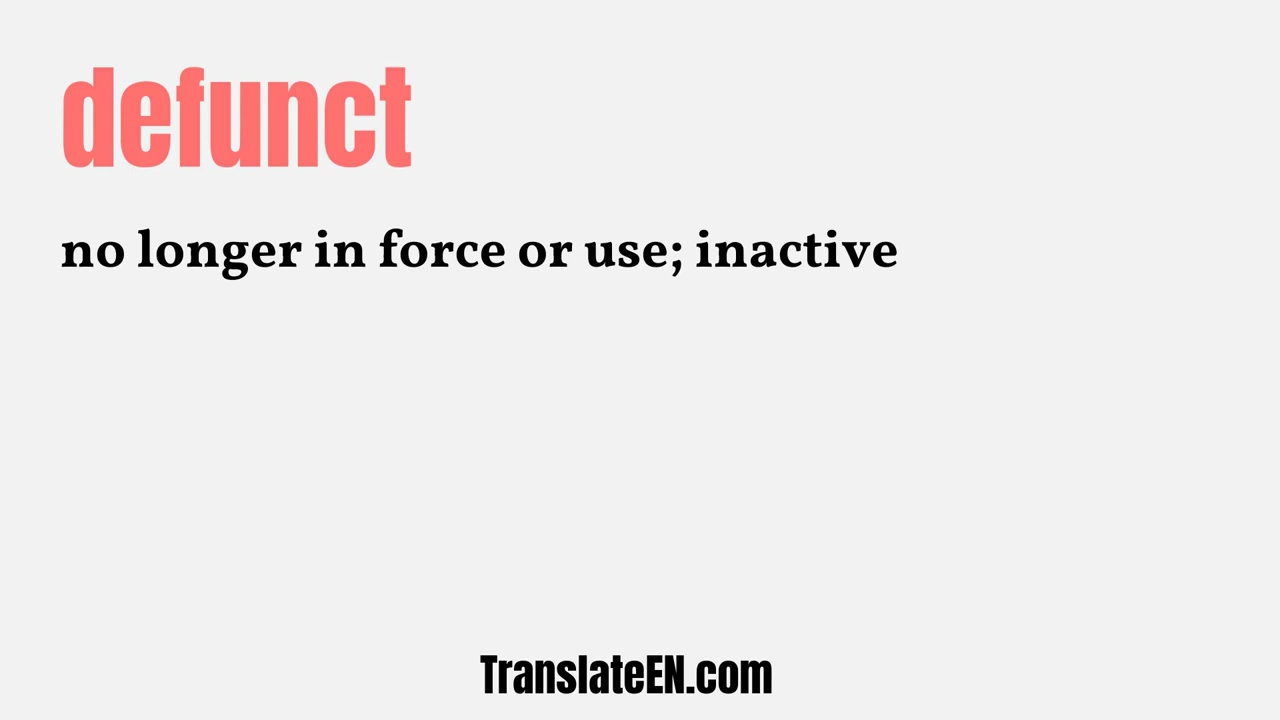 defunct
no longer in force or use; inactive
TranslateEN.com